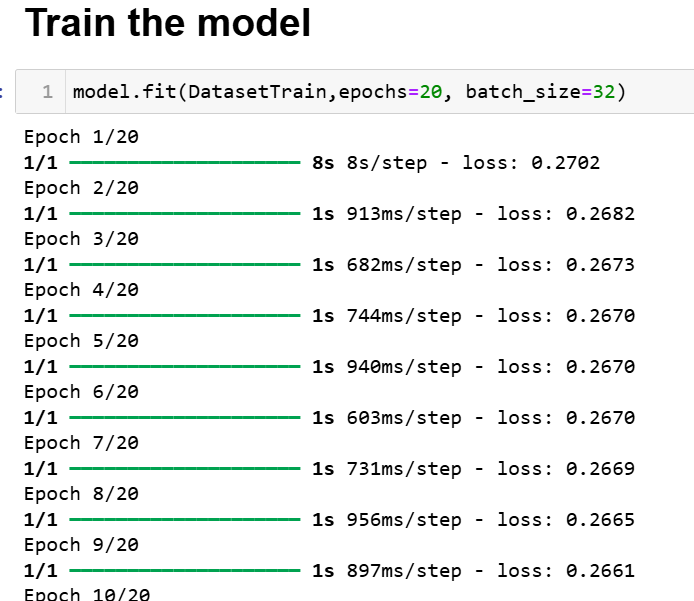 Train the model
1 model.fit(DatasetTrain,epochs=20, batch_size=32)
Epoch 1/20
1/1 ━━━━━━━━━━━━━━━━━━━━ 8s 8s/step - loss: 0.2702
Epoch 2/20
1/1 ━━━━━━━━━━━━━━━━━━━━ 1s 913ms/step - loss: 0.2682
Epoch 3/20
1/1 ━━━━━━━━━━━━━━━━━━━━ 1s 682ms/step - loss: 0.2673
Epoch 4/20
1/1 ━━━━━━━━━━━━━━━━━━━━ 1s 744ms/step - loss: 0.2670
Epoch 5/20
1/1 ━━━━━━━━━━━━━━━━━━━━ 1s 940ms/step - loss: 0.2670
Epoch 6/20
1/1 ━━━━━━━━━━━━━━━━━━━━ 1s 603ms/step - loss: 0.2670
Epoch 7/20
1/1 ━━━━━━━━━━━━━━━━━━━━ 1s 731ms/step - loss: 0.2669
Epoch 8/20
1/1 ━━━━━━━━━━━━━━━━━━━━ 1s 956ms/step - loss: 0.2665
Epoch 9/20
1/1 ━━━━━━━━━━━━━━━━━━━━ 1s 897ms/step - loss: 0.2661
Epoch 10/20